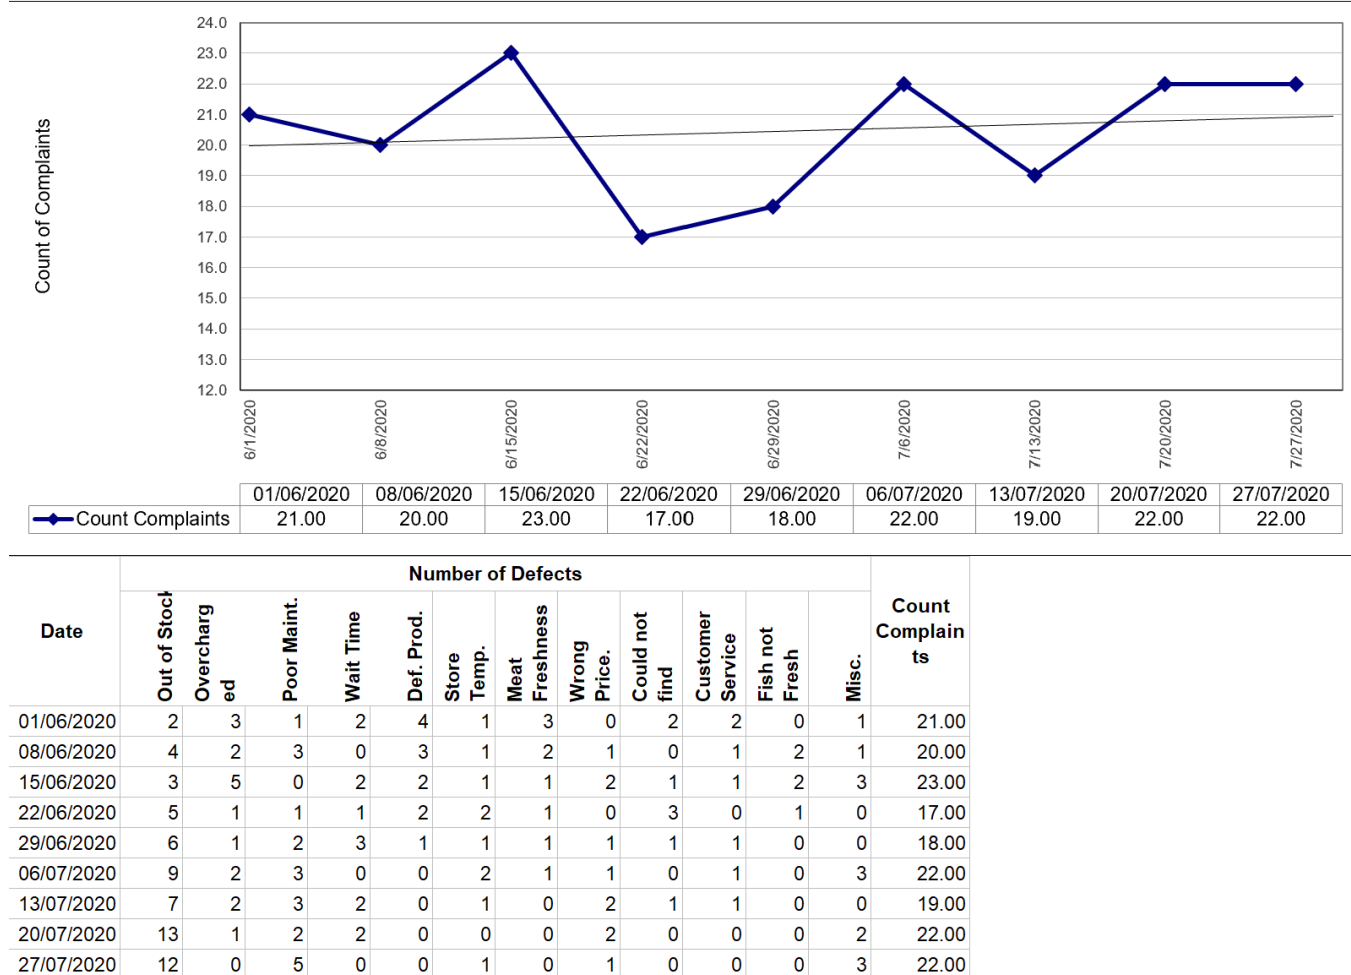 24.0
23.0
22.0
21.0
20.0
19.0
18.0
17.0
16.0
15.0
14.0
13.0
12.0
Count of Complaints
6/1/2020 6/8/2020 6/15/2020 6/22/2020 6/29/2020 7/6/2020 7/13/2020 7/20/2020 7/27/2020
01/06/2020 08/06/2020 15/06/2020 22/06/2020 29/06/2020 06/07/2020 13/07/2020 20/07/2020 27/07/2020
Count Complaints 21.00 20.00 23.00 17.00 18.00 22.00 19.00 22.00 22.00
Number of Defects
Date
Out of Stock
Overcharg
ed
Poor Maint.
Wait Time
Def. Prod.
Store
Temp.
Meat
Freshness
Wrong
Price.
Could not
find
Customer
Service
Fish not
Fresh
Misc.
Count
Complain
ts
01/06/2020 2 3 1 2 4 1 3 0 2 2 0 1 21.00
08/06/2020 4 2 3 0 3 1 2 1 0 1 2 1 20.00
15/06/2020 3 5 0 2 2 1 1 2 1 1 2 3 23.00
22/06/2020 5 1 1 1 2 2 1 0 3 0 1 0 17.00
29/06/2020 6 1 2 3 1 1 1 1 1 1 0 0 18.00
06/07/2020 9 2 3 0 0 2 1 1 0 1 0 3 22.00
13/07/2020 7 2 3 2 0 1 0 2 1 1 0 0 19.00
20/07/2020 13 1 2 2 0 0 0 2 0 0 0 2 22.00
27/07/2020 12 0 5 0 0 1 0 1 0 0 0 3 22.00